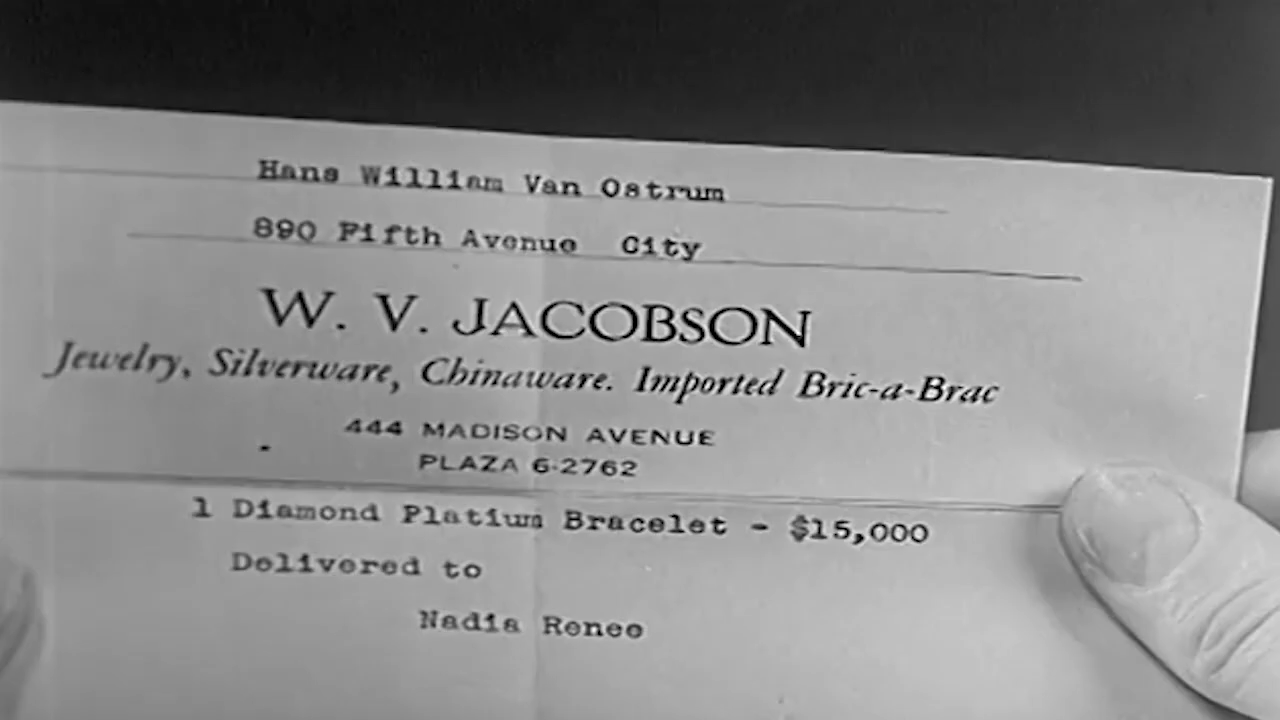 Hans William Van Ostrum
890 Fifth Avenue City
W. V. JACOBSON
Jewelry, Silverware, Chinaware. Imported Bric-a-Brac
444 MADISON AVENUE
PLAZA 6-2762
1 Diamond Platium Bracelet - $15,000
Delivered to
Nadia Renee